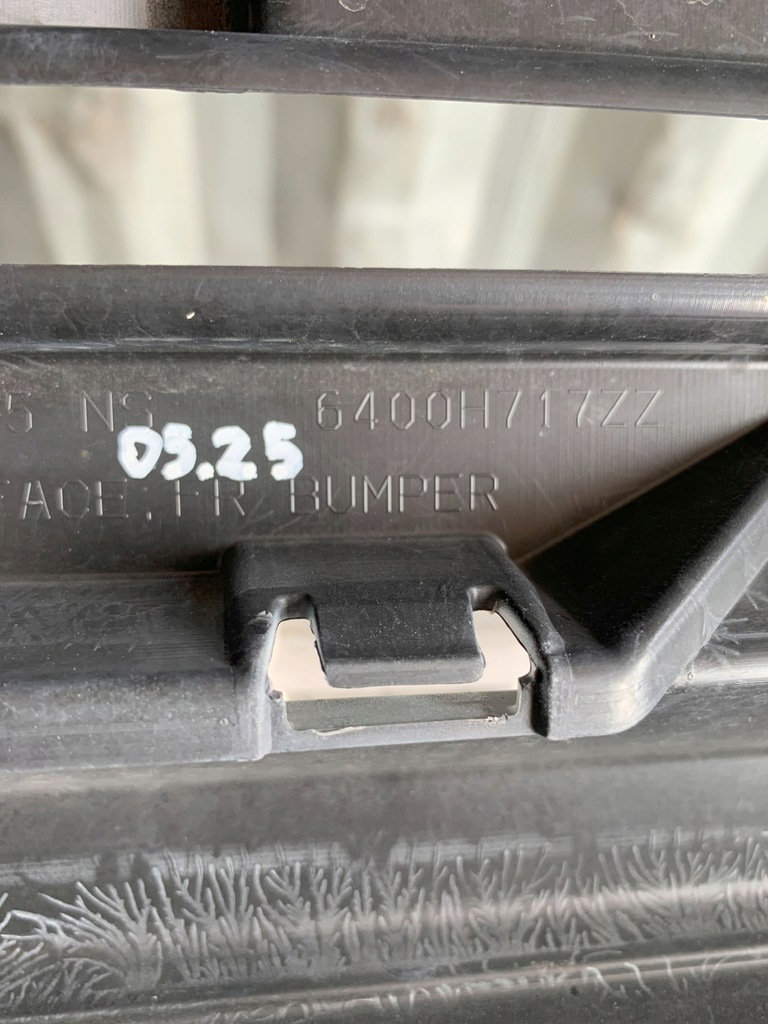 5 NS 6400H717ZZ
05.25
FACE, FR BUMPER